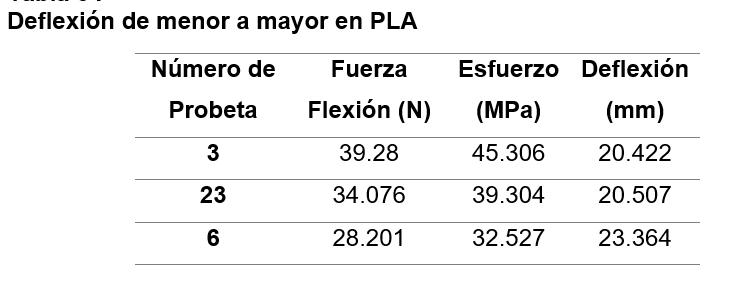 Deflexión de menor a mayor en PLA
Número de Probeta Fuerza Flexión (N) Esfuerzo (MPa) Deflexión (mm)
3 39.28 45.306 20.422
23 34.076 39.304 20.507
6 28.201 32.527 23.364